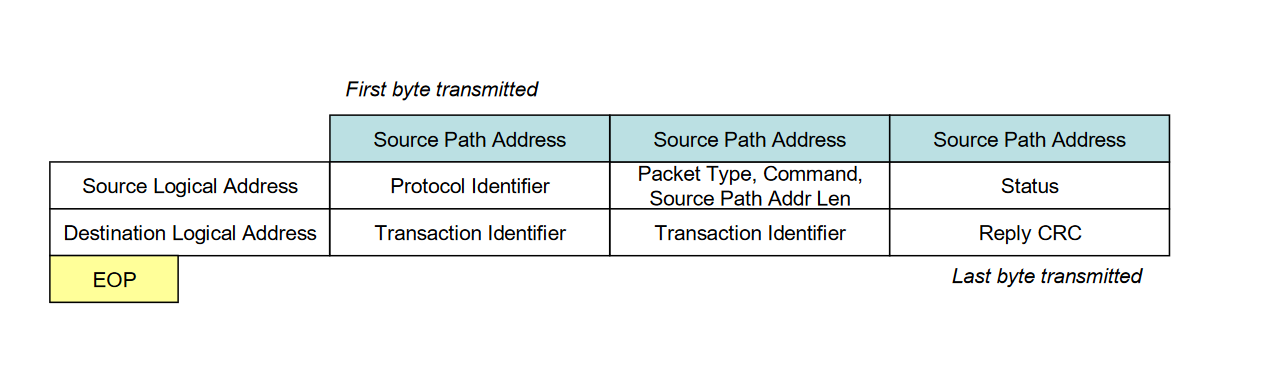 First byte transmitted
Source Path Address
Source Path Address
Source Path Address
Source Logical Address
Protocol Identifier
Packet Type, Command,
Source Path Addr Len
Status
Destination Logical Address
Transaction Identifier
Transaction Identifier
Reply CRC
EOP
Last byte transmitted